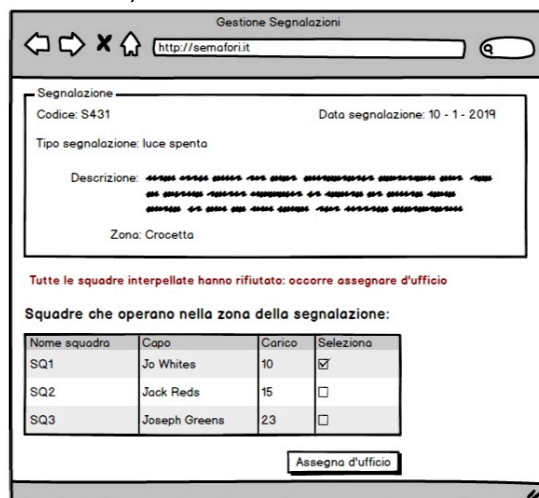 Gestione Segnalazioni
http://semafori.it
Segnalazione
Codice: S431 Data segnalazione: 10 - 1 - 2019
Tipo segnalazione: luce spenta
Descrizione:
Zona: Crocetta
Tutte le squadre interpellate hanno rifiutato: occorre assegnare d'ufficio
Squadre che operano nella zona della segnalazione:
Nome squadra Capo Carico Seleziona
SQ1 Jo Whites 10
SQ2 Jack Reds 15
SQ3 Joseph Greens 23
Assegna d'ufficio